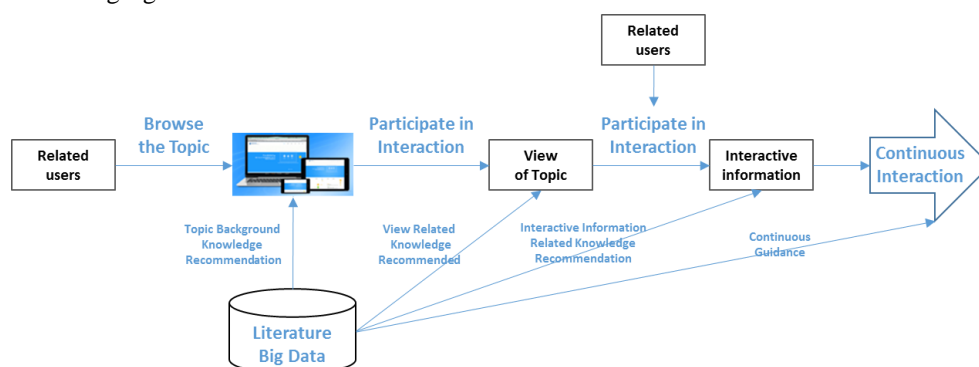 Related
users
Browse
the Topic
Participate in
Interaction
Participate in
Interaction
Continuous
Interaction
Related
users
View
of Topic
Interactive
information
Topic Background
Knowledge
Recommendation
View Related
Knowledge
Recommended
Interactive Information
Related Knowledge
Recommendation
Continuous
Guidance
Literature
Big Data